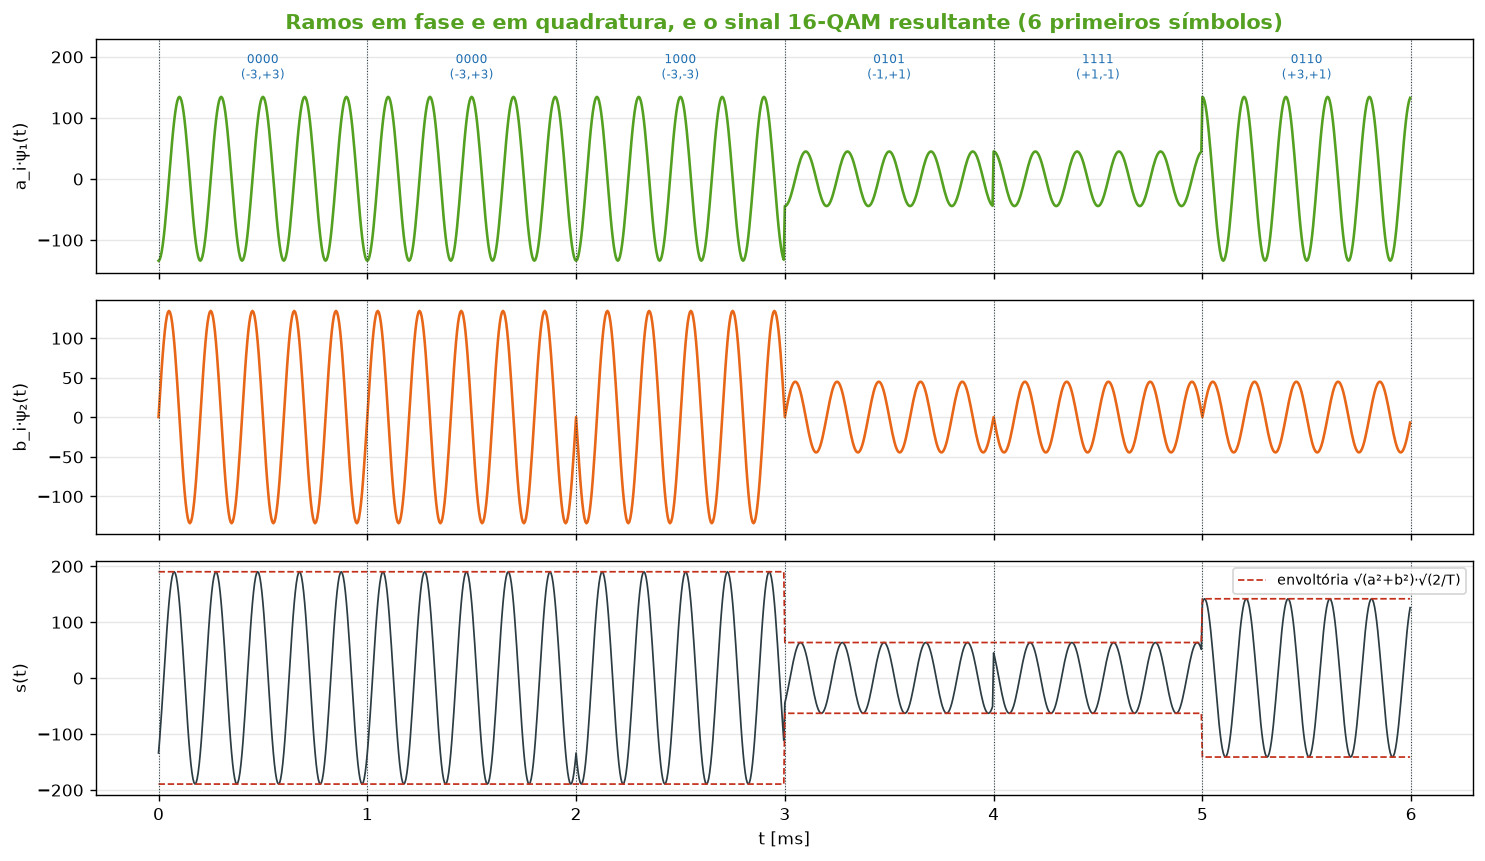 Ramos em fase e em quadratura, e o sinal 16-QAM resultante (6 primeiros símbolos)
0000 0000 1000 0101 1111 0110
(-3,+3) (-3,+3) (-3,-3) (-1,+1) (+1,-1) (+3,+1)
200
100
0
−100
a_i·ψ₁(t)
100
50
0
−50
−100
b_i·ψ₂(t)
200
100
0
−100
−200
s(t)
envoltória √(a²+b²)·√(2/T)
0 1 2 3 4 5 6
t [ms]